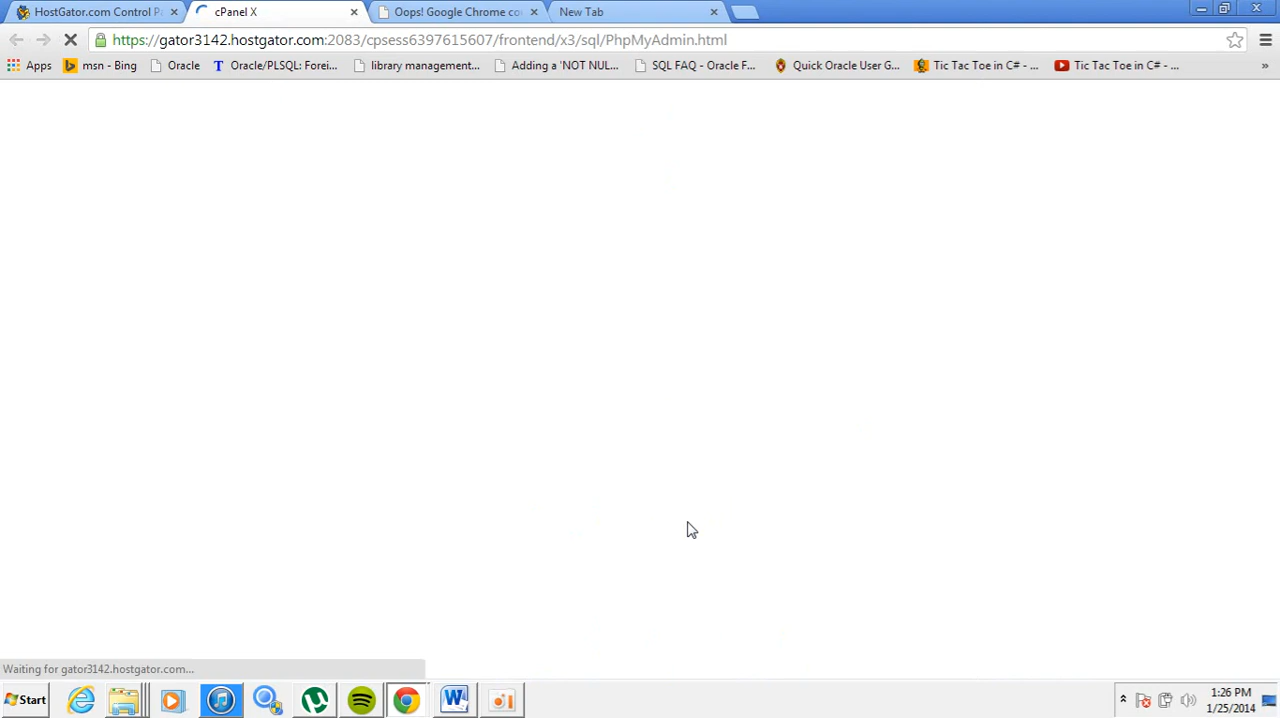 HostGator.com Control P
cPanel X
Oops! Google Chrome co
New Tab
https://gator3142.hostgator.com:2083/cpsess6397615607/frontend/x3/sql/PhpMyAdmin.html
Apps
msn - Bing
Oracle
Oracle/PLSQL: Forei...
library management...
Adding a 'NOT NUL...
SQL FAQ - Oracle F...
Quick Oracle User G...
Tic Tac Toe in C# - ...
Tic Tac Toe in C# - ...
»
Waiting for gator3142.hostgator.com...
Start
1:26 PM
1/25/2014